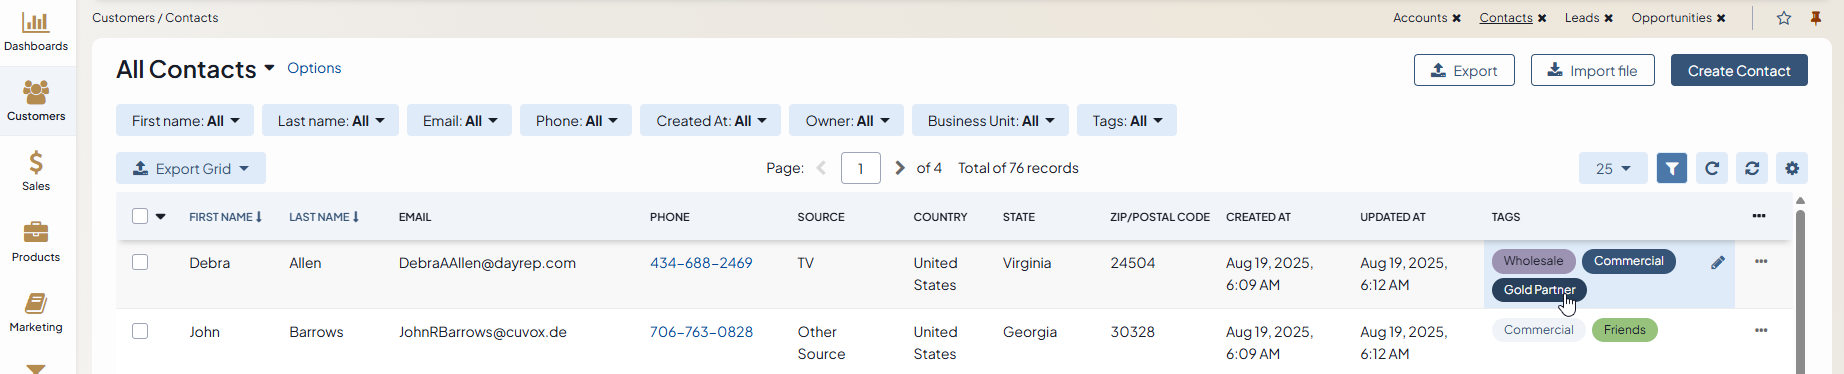 Dashboards
Customers
Sales
Products
Marketing
Customers / Contacts
Accounts Contacts Leads Opportunities
All Contacts Options
Export Import file Create Contact
First name: All Last name: All Email: All Phone: All Created At: All Owner: All Business Unit: All Tags: All
Export Grid Page: 1 of 4 Total of 76 records 25
FIRST NAME LAST NAME EMAIL PHONE SOURCE COUNTRY STATE ZIP/POSTAL CODE CREATED AT UPDATED AT TAGS
Debra Allen DebraAAllen@dayrep.com 434-688-2469 TV United Virginia 24504 Aug 19, 2025, Aug 19, 2025, Wholesale Commercial
States 6:09 AM 6:12 AM Gold Partner
John Barrows JohnRBarrows@cuvox.de 706-763-0828 Other United Georgia 30328 Aug 19, 2025, Aug 19, 2025, Commercial Friends
Source States 6:09 AM 6:12 AM